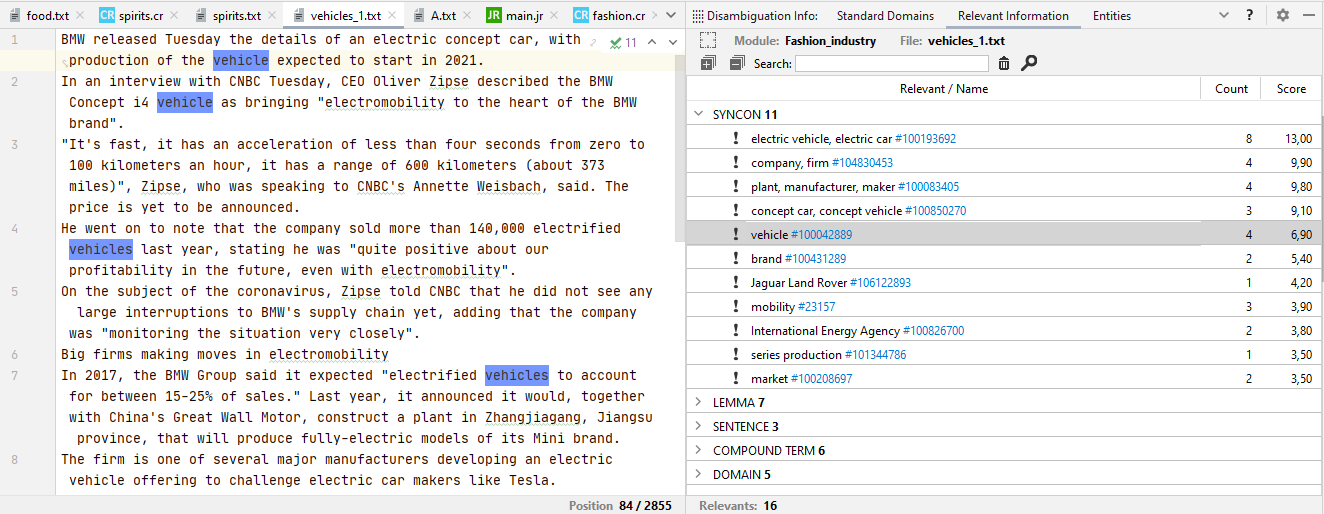 food.txt CR spirits.cr spirits.txt vehicles_1.txt A.txt JR main.jr CR fashion.cr
Disambiguation Info: Standard Domains Relevant Information Entities ?
1 BMW released Tuesday the details of an electric concept car, with
production of the vehicle expected to start in 2021.
11
2 In an interview with CNBC Tuesday, CEO Oliver Zipse described the BMW
Concept i4 vehicle as bringing "electromobility to the heart of the BMW
brand".
3 "It's fast, it has an acceleration of less than four seconds from zero to
100 kilometers an hour, it has a range of 600 kilometers (about 373
miles)", Zipse, who was speaking to CNBC's Annette Weisbach, said. The
price is yet to be announced.
4 He went on to note that the company sold more than 140,000 electrified
vehicles last year, stating he was "quite positive about our
profitability in the future, even with electromobility".
5 On the subject of the coronavirus, Zipse told CNBC that he did not see any
large interruptions to BMW's supply chain yet, adding that the company
was "monitoring the situation very closely".
6 Big firms making moves in electromobility
7 In 2017, the BMW Group said it expected "electrified vehicles to account
for between 15-25% of sales." Last year, it announced it would, together
with China's Great Wall Motor, construct a plant in Zhangjiagang, Jiangsu
province, that will produce fully-electric models of its Mini brand.
8 The firm is one of several major manufacturers developing an electric
vehicle offering to challenge electric car makers like Tesla.
Position 84 / 2855
Module: Fashion_industry File: vehicles_1.txt
Search:
Relevant / Name Count Score
SYNCON 11
! electric vehicle, electric car #100193692 8 13,00
! company, firm #104830453 4 9,90
! plant, manufacturer, maker #100083405 4 9,80
! concept car, concept vehicle #100850270 3 9,10
! vehicle #100042889 4 6,90
! brand #100431289 2 5,40
! Jaguar Land Rover #106122893 1 4,20
! mobility #23157 3 3,90
! International Energy Agency #100826700 2 3,80
! series production #101344786 1 3,50
! market #100208697 2 3,50
LEMMA 7
SENTENCE 3
COMPOUND TERM 6
DOMAIN 5
Relevants: 16